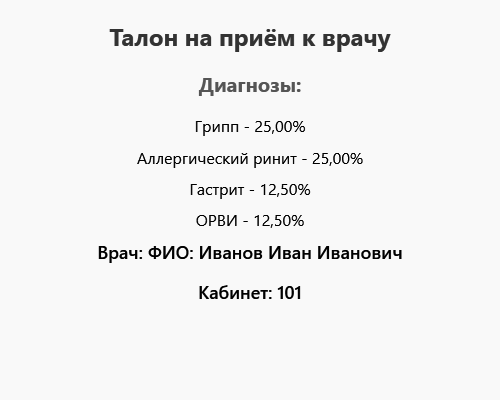 Талон на приём к врачу
Диагнозы:
Грипп - 25,00%
Аллергический ринит - 25,00%
Гастрит - 12,50%
ОРВИ - 12,50%
Врач: ФИО: Иванов Иван Иванович
Кабинет: 101